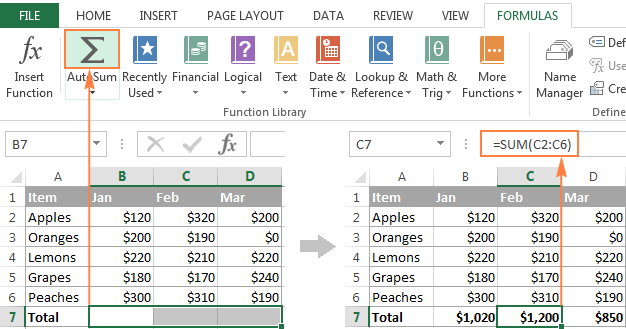 FILE HOME INSERT PAGE LAYOUT DATA REVIEW VIEW FORMULAS
fx Σ ★ A ? θ
Insert AutoSum Recently Financial Logical Text Date & Lookup & Math & More Name
Function Used Time Reference Trig Functions Manager
Def
Use
Cre
Function Library Define
B7 fx
A B C D
1 Item Jan Feb Mar
2 Apples $120 $320 $200
3 Oranges $200 $190 $0
4 Lemons $220 $210 $220
5 Grapes $180 $170 $240
6 Peaches $300 $310 $190
7 Total
C7 =SUM(C2:C6)
A B C D
1 Item Jan Feb Mar
2 Apples $120 $320 $200
3 Oranges $200 $190 $0
4 Lemons $220 $210 $220
5 Grapes $180 $170 $240
6 Peaches $300 $310 $190
7 Total $1,020 $1,200 $850